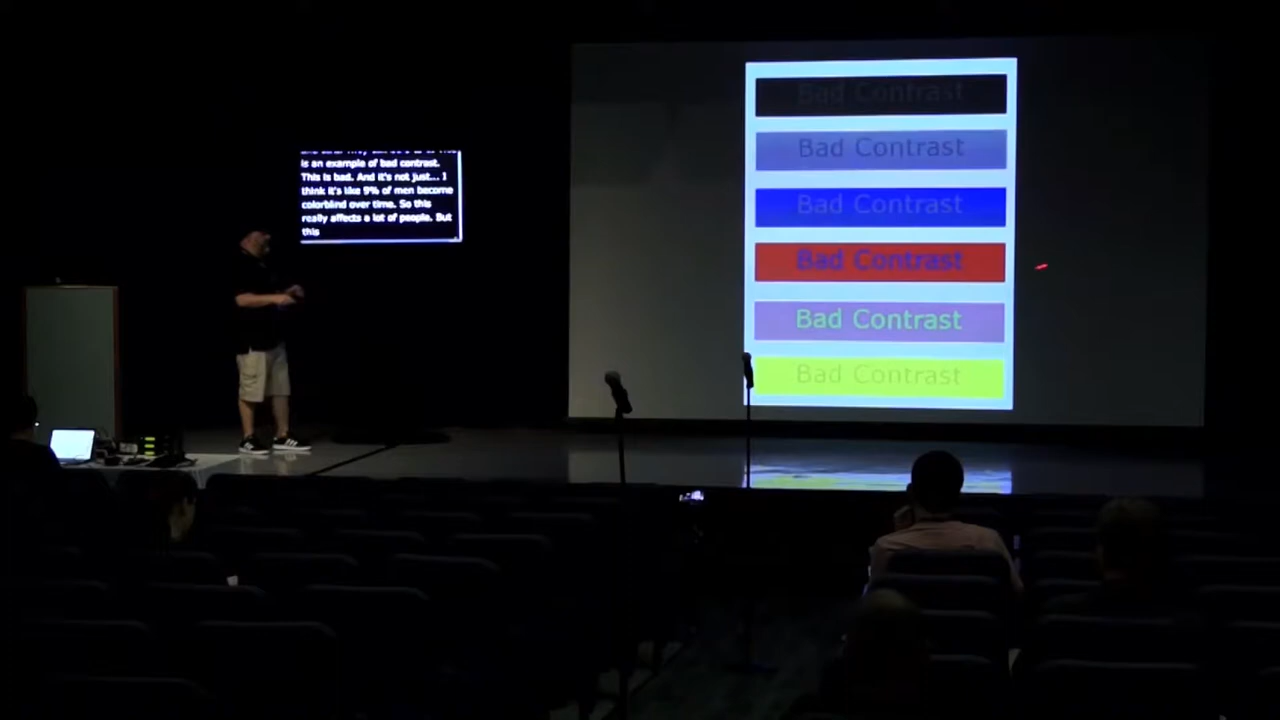 is an example of bad contrast.
This is bad. And it's not just... I
think it's like 9% of men become
colorblind over time. So this
really affects a lot of people. But
this
Bad Contrast
Bad Contrast
Bad Contrast
Bad Contrast
Bad Contrast
Bad Contrast